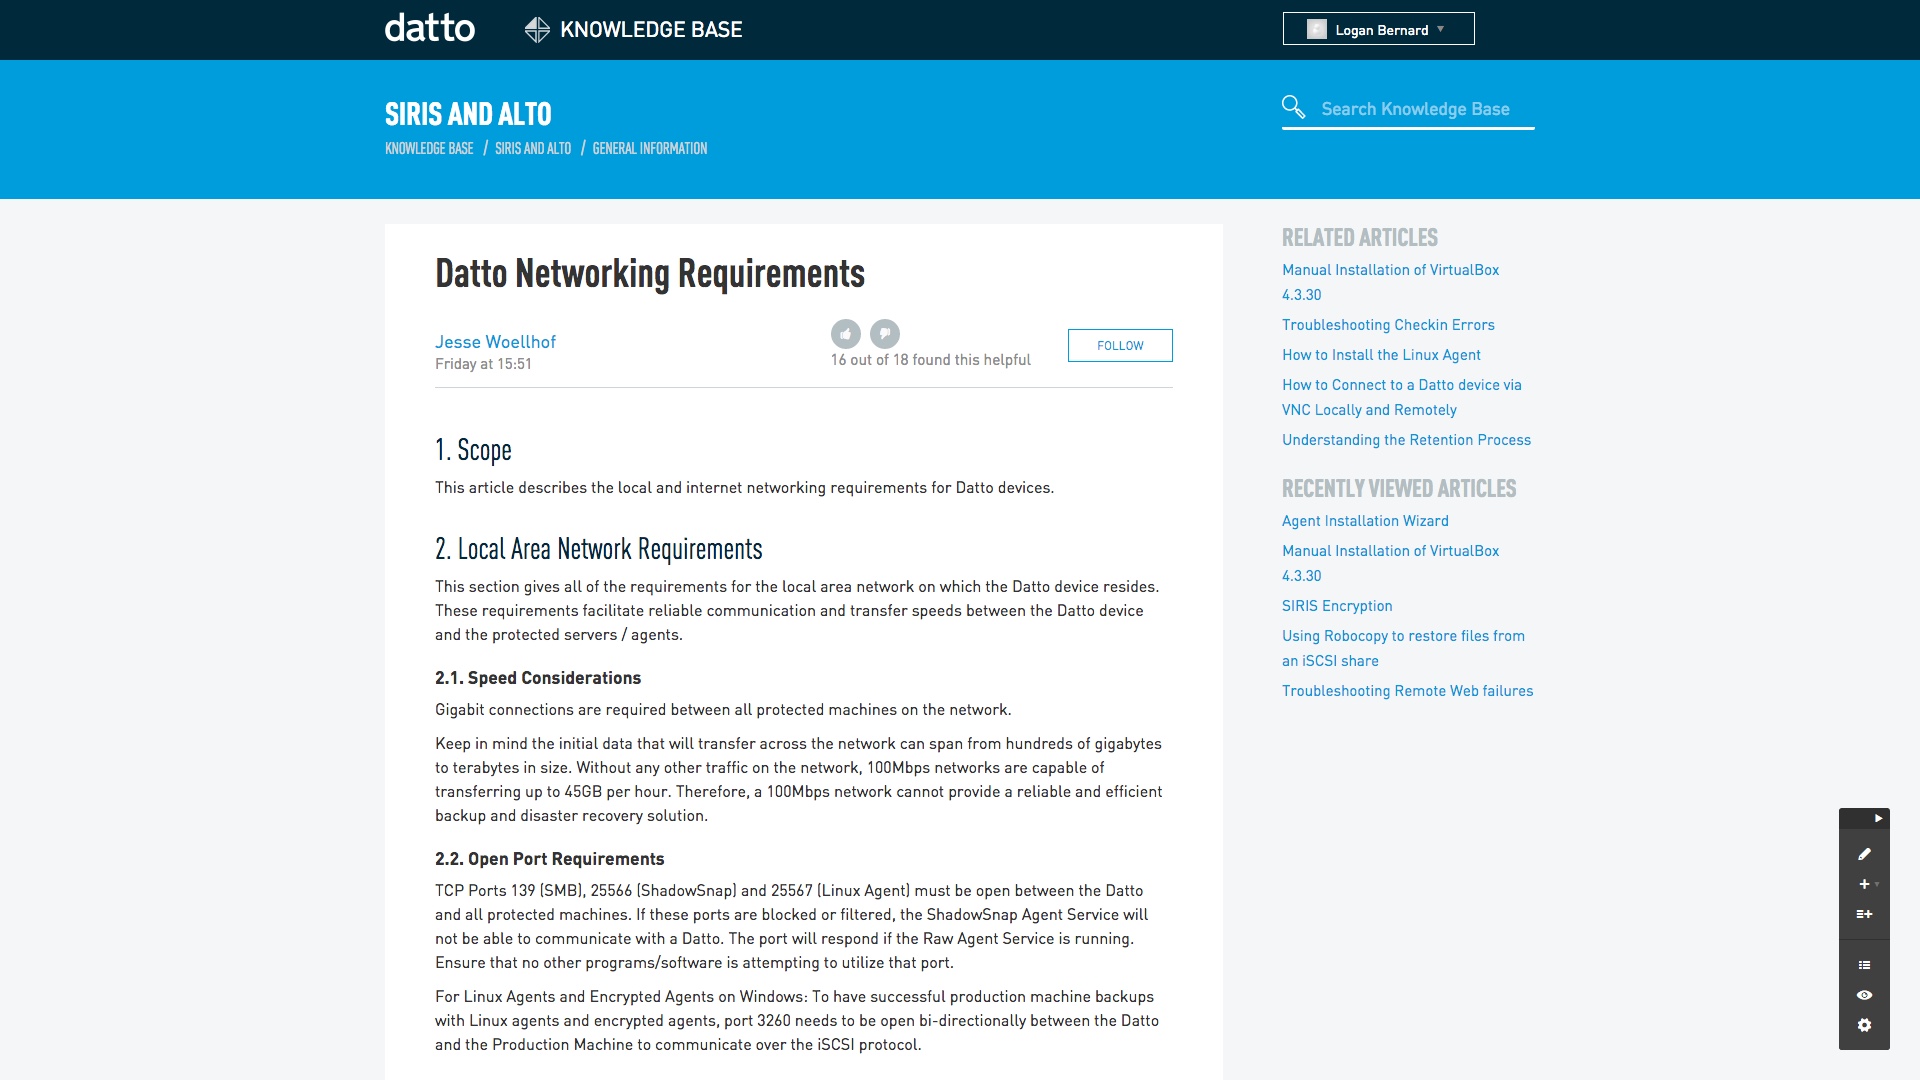 datto
KNOWLEDGE BASE
Logan Bernard
SIRIS AND ALTO
KNOWLEDGE BASE / SIRIS AND ALTO / GENERAL INFORMATION
Search Knowledge Base
Datto Networking Requirements
Jesse Woellhof
Friday at 15:51
16 out of 18 found this helpful
FOLLOW
1. Scope
This article describes the local and internet networking requirements for Datto devices.
2. Local Area Network Requirements
This section gives all of the requirements for the local area network on which the Datto device resides.
These requirements facilitate reliable communication and transfer speeds between the Datto device
and the protected servers / agents.
2.1. Speed Considerations
Gigabit connections are required between all protected machines on the network.
Keep in mind the initial data that will transfer across the network can span from hundreds of gigabytes
to terabytes in size. Without any other traffic on the network, 100Mbps networks are capable of
transferring up to 45GB per hour. Therefore, a 100Mbps network cannot provide a reliable and efficient
backup and disaster recovery solution.
2.2. Open Port Requirements
TCP Ports 139 (SMB), 25566 (ShadowSnap) and 25567 (Linux Agent) must be open between the Datto
and all protected machines. If these ports are blocked or filtered, the ShadowSnap Agent Service will
not be able to communicate with a Datto. The port will respond if the Raw Agent Service is running.
Ensure that no other programs/software is attempting to utilize that port.
For Linux Agents and Encrypted Agents on Windows: To have successful production machine backups
with Linux agents and encrypted agents, port 3260 needs to be open bi-directionally between the Datto
and the Production Machine to communicate over the iSCSI protocol.
RELATED ARTICLES
Manual Installation of VirtualBox
4.3.30
Troubleshooting Checkin Errors
How to Install the Linux Agent
How to Connect to a Datto device via
VNC Locally and Remotely
Understanding the Retention Process
RECENTLY VIEWED ARTICLES
Agent Installation Wizard
Manual Installation of VirtualBox
4.3.30
SIRIS Encryption
Using Robocopy to restore files from
an iSCSI share
Troubleshooting Remote Web failures